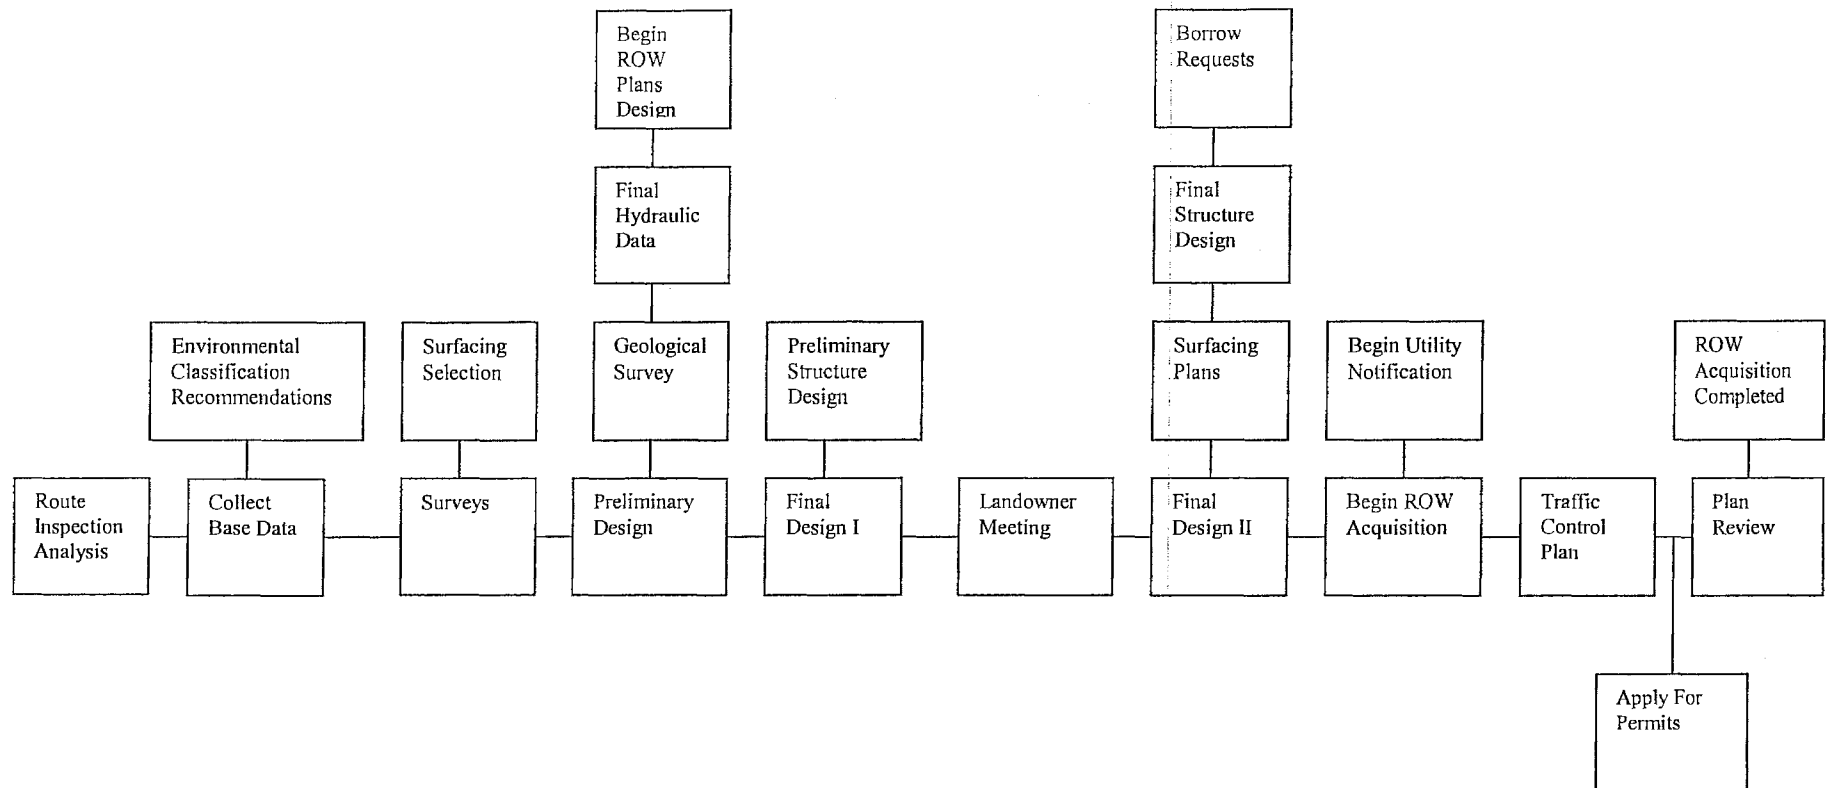 Begin
ROW
Plans
Design
Borrow
Requests
Final
Hydraulic
Data
Final
Structure
Design
Environmental
Classification
Recommendations
Surfacing
Selection
Geological
Survey
Preliminary
Structure
Design
Surfacing
Plans
Begin Utility
Notification
ROW
Acquisition
Completed
Route
Inspection
Analysis
Collect
Base Data
Surveys
Preliminary
Design
Final
Design I
Landowner
Meeting
Final
Design II
Begin ROW
Acquisition
Traffic
Control
Plan
Plan
Review
Apply For
Permits